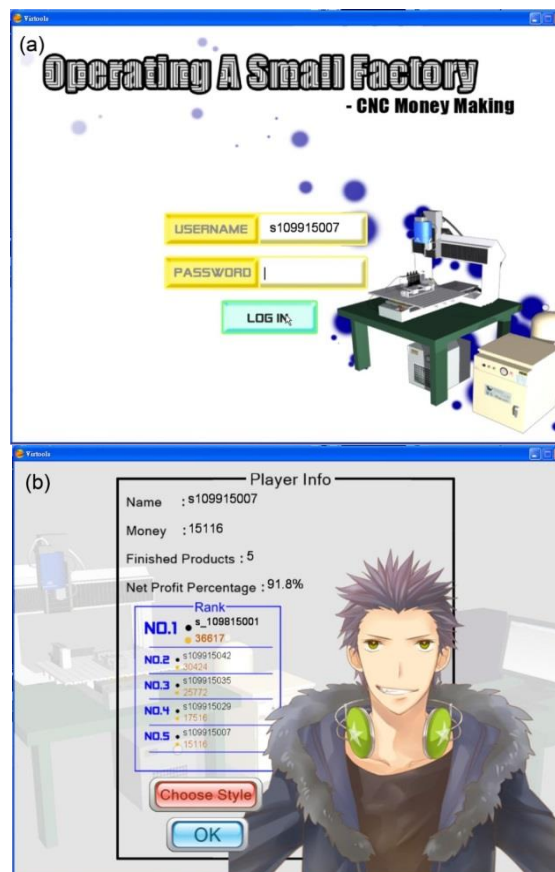 Virtools
(a)
Operating A Small Factory
- CNC Money Making
USERNAME s109915007
PASSWORD
LOG IN
Virtools
(b)
Player Info
Name : s109915007
Money : 15116
Finished Products : 5
Net Profit Percentage : 91.8%
Rank
NO.1 s_109815001
36617
NO.2 s109915042
30424
NO.3 s109915035
25772
NO.4 s109915029
17516
NO.5 s109915007
15116
Choose Style
OK